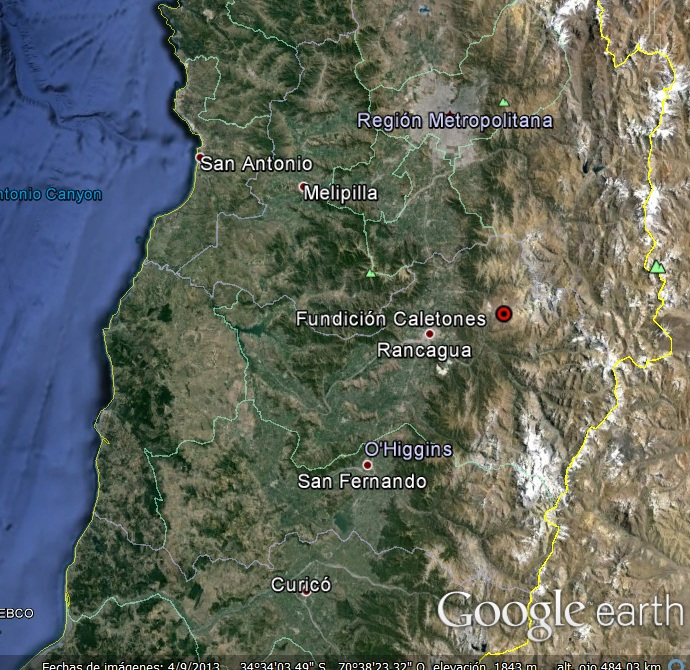 Región Metropolitana
San Antonio
Melipilla
ntonio Canyon
Fundición Caletones
Rancagua
O'Higgins
San Fernando
Curicó
EBCO
Google earth
Fechas de imágenes: 4/9/2013 34°34'03.49" S 70°38'23.32" O elevación 1843 m alt. ojo 484.03 km